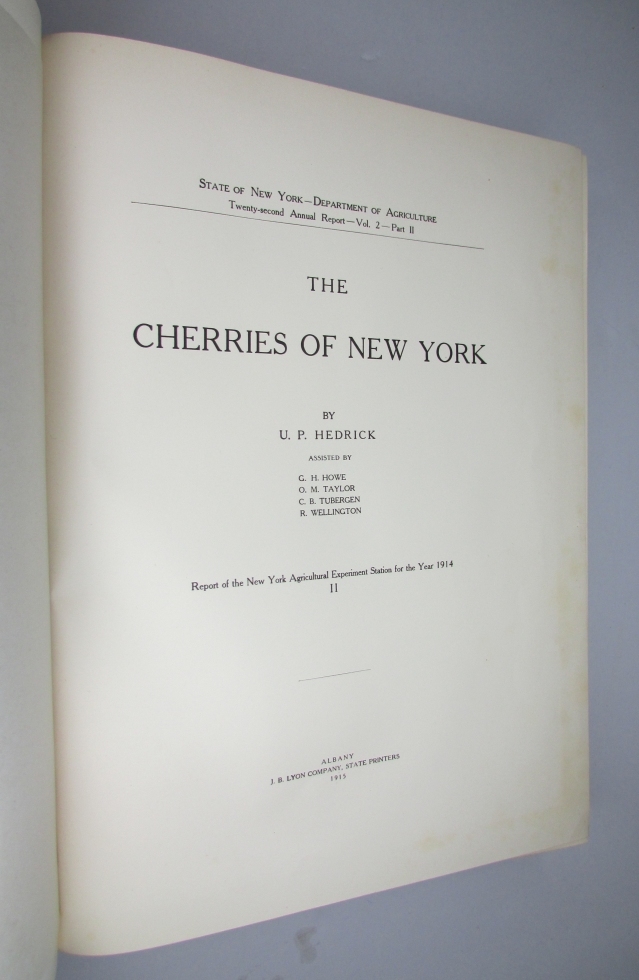 STATE OF NEW YORK—DEPARTMENT OF AGRICULTURE
Twenty-second Annual Report—Vol. 2—Part II
THE
CHERRIES OF NEW YORK
BY
U. P. HEDRICK
ASSISTED BY
G. H. HOWE
O. M. TAYLOR
C. B. TUBERGEN
R. WELLINGTON
Report of the New York Agricultural Experiment Station for the Year 1914
II
ALBANY
J. B. LYON COMPANY, STATE PRINTERS
1915